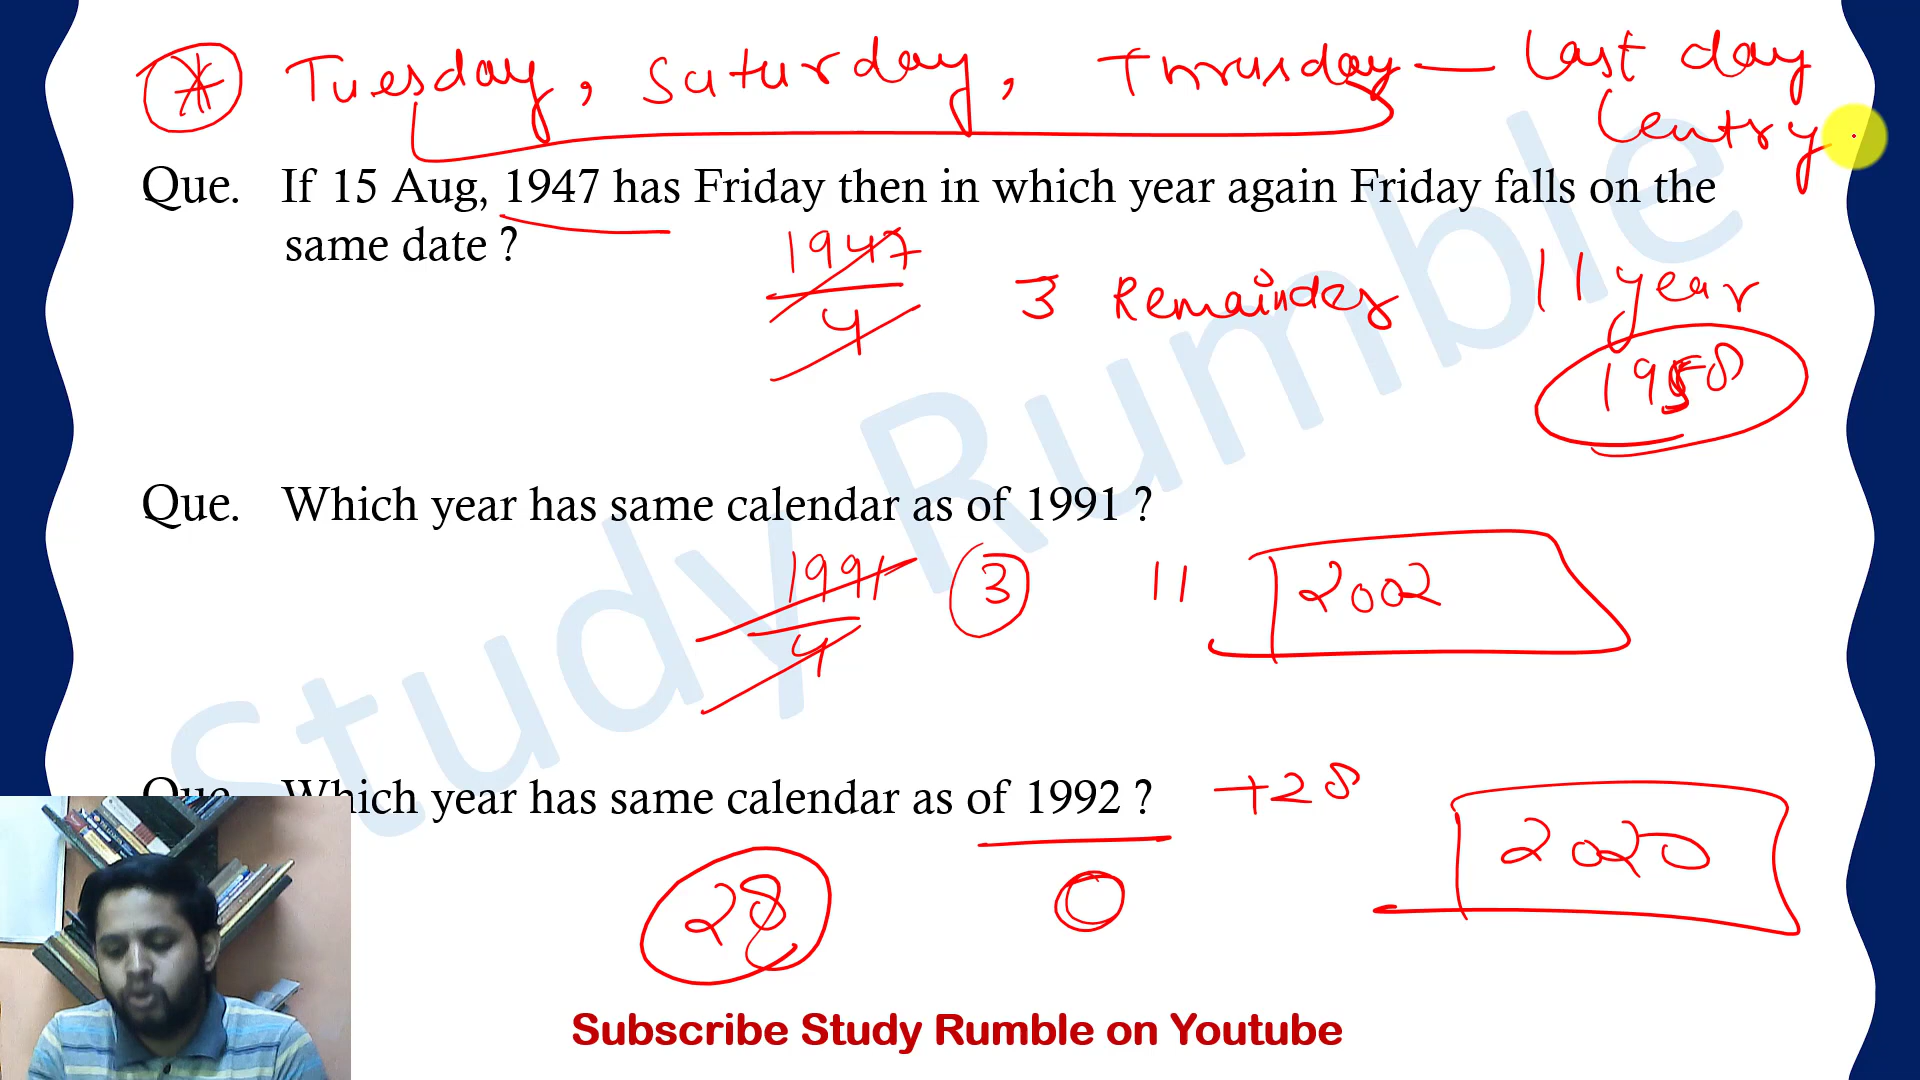 * Tuesday, Saturday, Thrusday — Last day
Centry
Que. If 15 Aug, 1947 has Friday then in which year again Friday falls on the
same date ?
1947
4
3 Remainder
11 year
1958
Que. Which year has same calendar as of 1991 ?
1991
4
3
11
2002
Que. Which year has same calendar as of 1992 ?
+28
2020
28
0
Study Rumble
Subscribe Study Rumble on Youtube